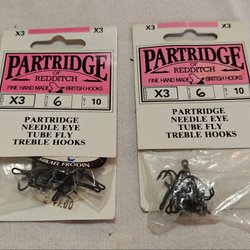 X3
PARTRIDGE
OF
REDDITCH
FINE HAND MADE BRITISH HOOKS
X3 6 10
PARTRIDGE
NEEDLE EYE
TUBE FLY
TREBLE HOOKS
MIKAEL FRÖDIN
X3
PARTRIDGE
OF
REDDITCH
FINE HAND MADE BRITISH HOOKS
X3 6 10
PARTRIDGE
NEEDLE EYE
TUBE FLY
TREBLE HOOKS